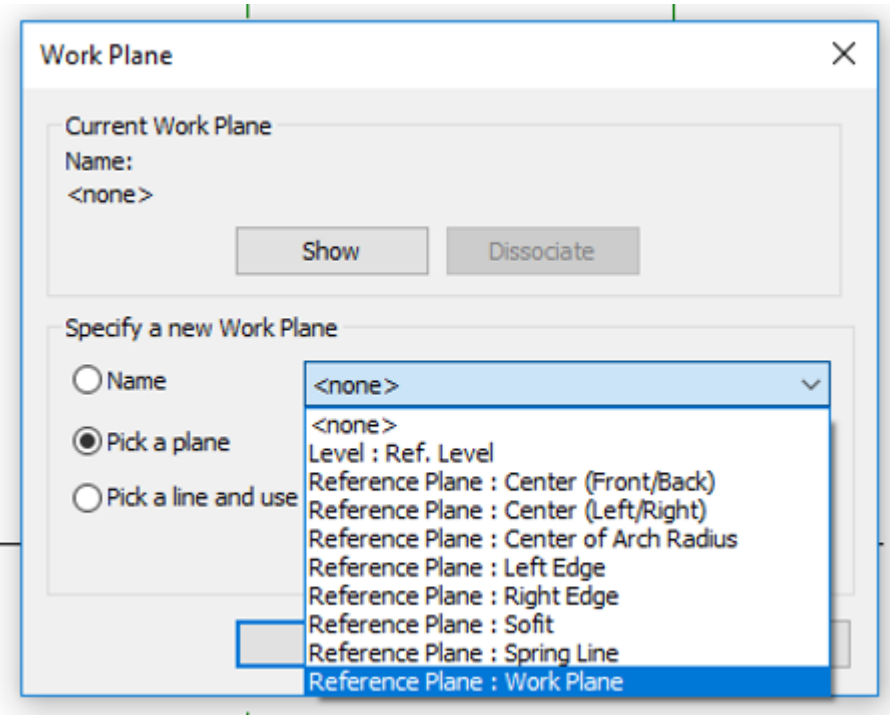 Work Plane
Current Work Plane
Name:
<none>
Show
Dissociate
Specify a new Work Plane
Name
<none>
Pick a plane
Pick a line and use
<none>
Level : Ref. Level
Reference Plane : Center (Front/Back)
Reference Plane : Center (Left/Right)
Reference Plane : Center of Arch Radius
Reference Plane : Left Edge
Reference Plane : Right Edge
Reference Plane : Sofit
Reference Plane : Spring Line
Reference Plane : Work Plane